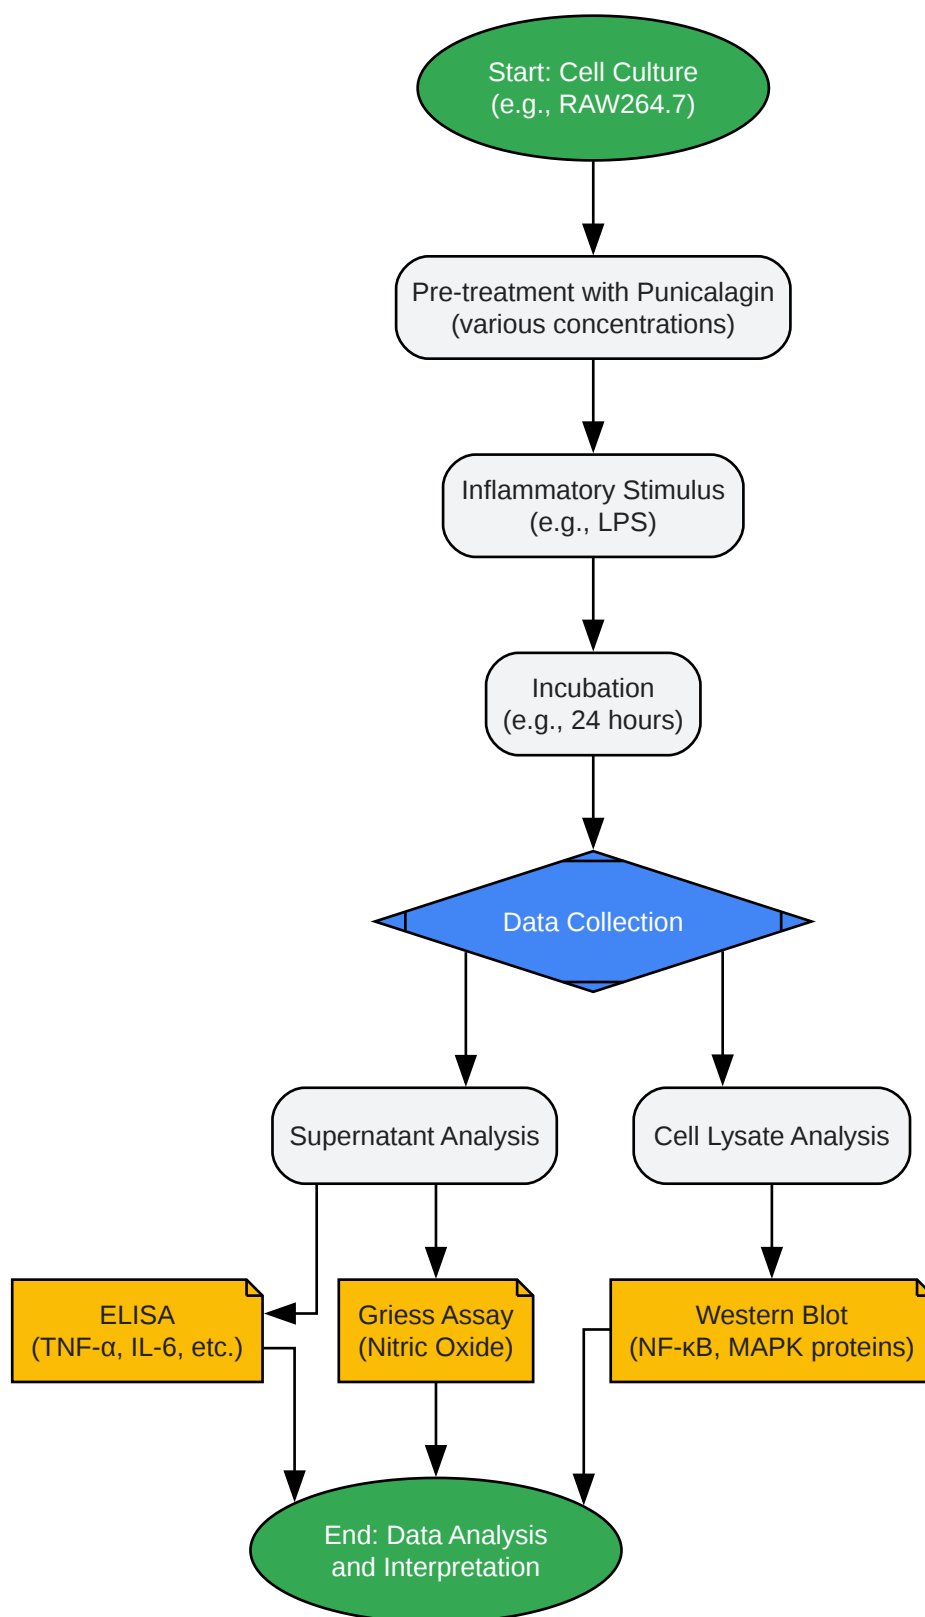 Start: Cell Culture
(e.g., RAW264.7)
Pre-treatment with Punicalagin
(various concentrations)
Inflammatory Stimulus
(e.g., LPS)
Incubation
(e.g., 24 hours)
Data Collection
Supernatant Analysis
Cell Lysate Analysis
ELISA
(TNF-α, IL-6, etc.)
Griess Assay
(Nitric Oxide)
Western Blot
(NF-κB, MAPK proteins)
End: Data Analysis
and Interpretation